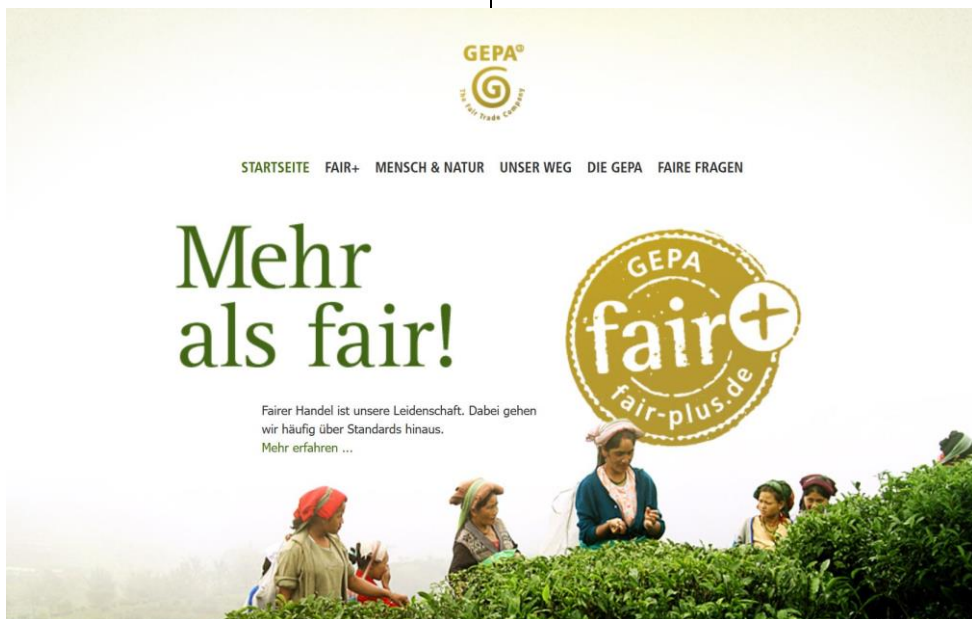 GEPA®
The Fair Trade Company
STARTSEITE FAIR+ MENSCH & NATUR UNSER WEG DIE GEPA FAIRE FRAGEN
Mehr
als fair!
GEPA
fair+
fair-plus.de
Fairer Handel ist unsere Leidenschaft. Dabei gehen
wir häufig über Standards hinaus.
Mehr erfahren ...